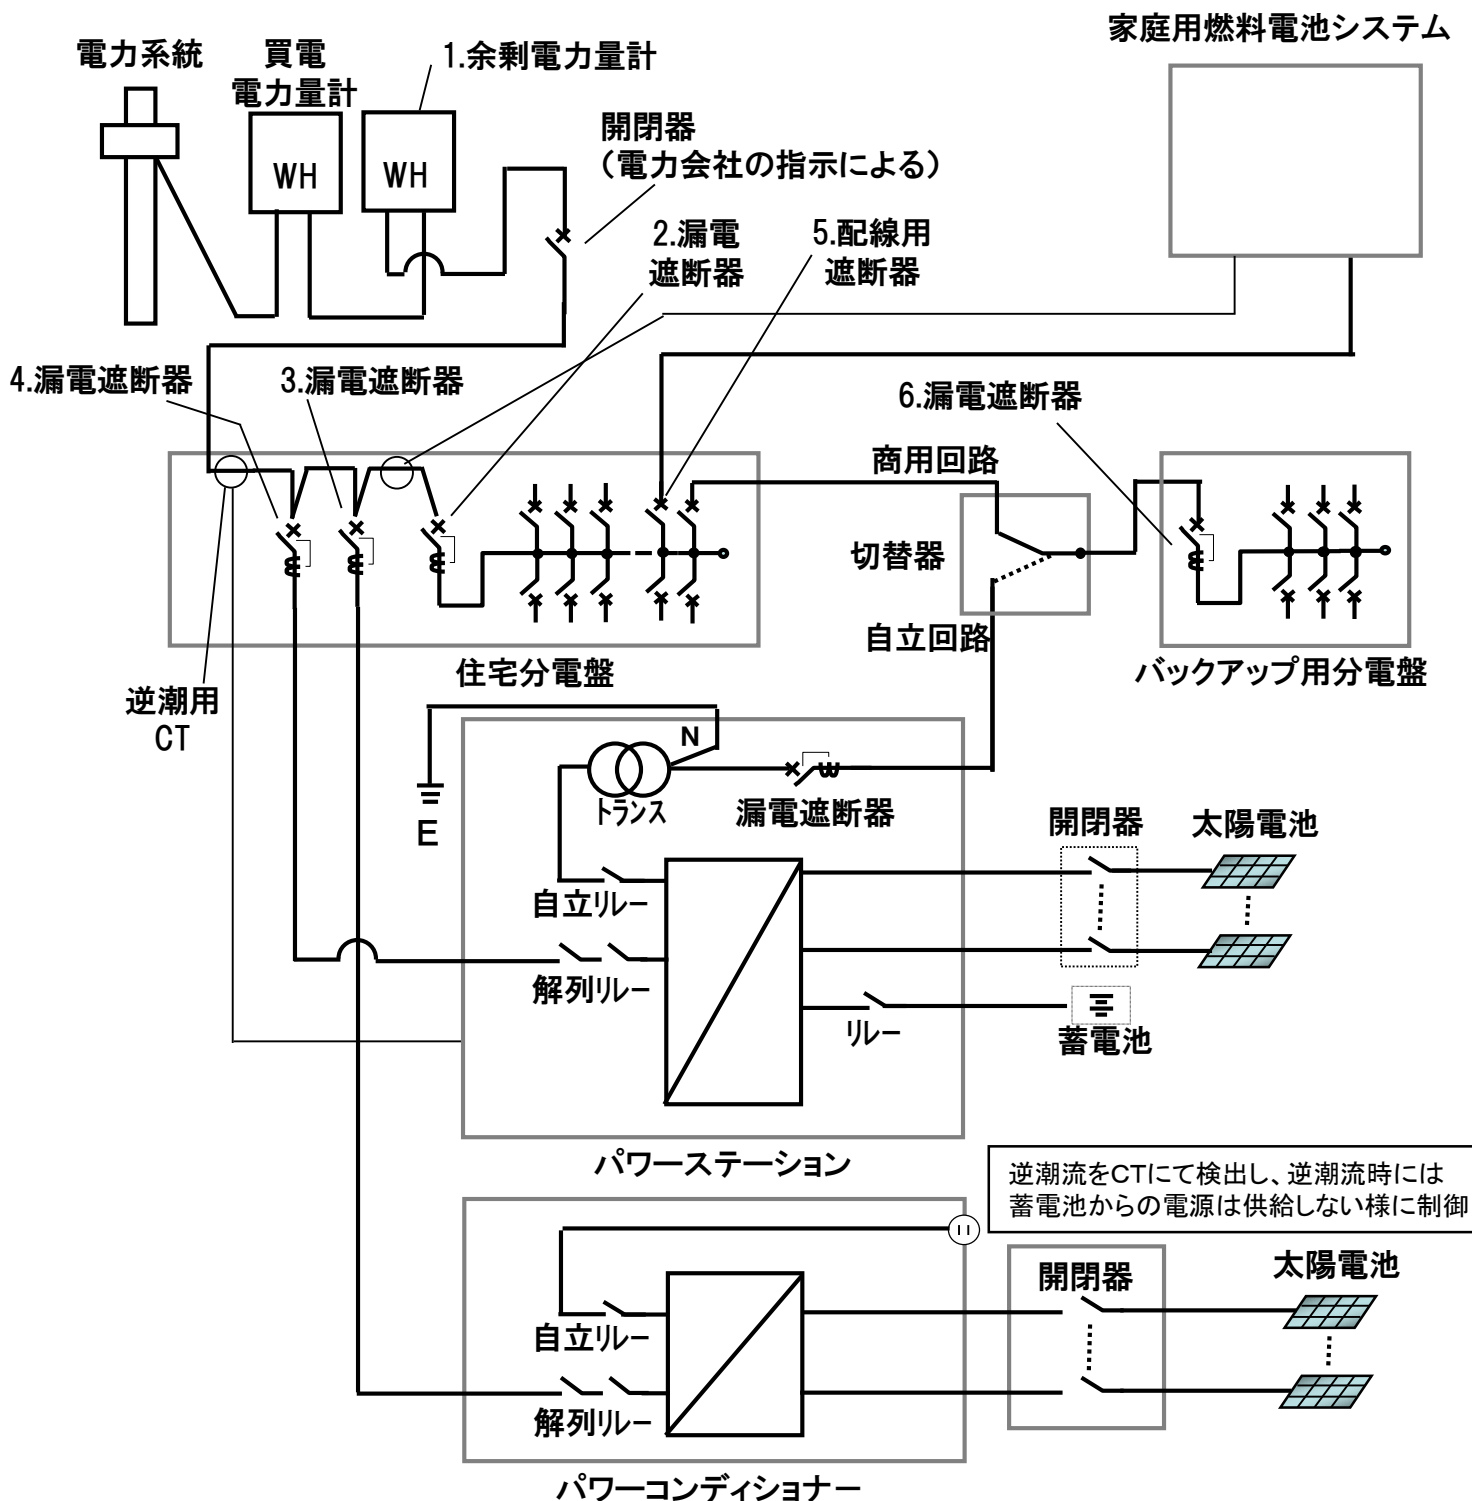 家庭用燃料電池システム
電力系統
買電
電力量計
1.余剰電力量計
WH
WH
開閉器
(電力会社の指示による)
2.漏電
遮断器
5.配線用
遮断器
4.漏電遮断器
3.漏電遮断器
6.漏電遮断器
商用回路
切替器
自立回路
住宅分電盤
バックアップ用分電盤
逆潮用
CT
N
E
トランス
漏電遮断器
開閉器
太陽電池
自立リレー
解列リレー
リレー
蓄電池
パワーステーション
逆潮流をCTにて検出し、逆潮流時には
蓄電池からの電源は供給しない様に制御
開閉器
太陽電池
自立リレー
解列リレー
パワーコンディショナー